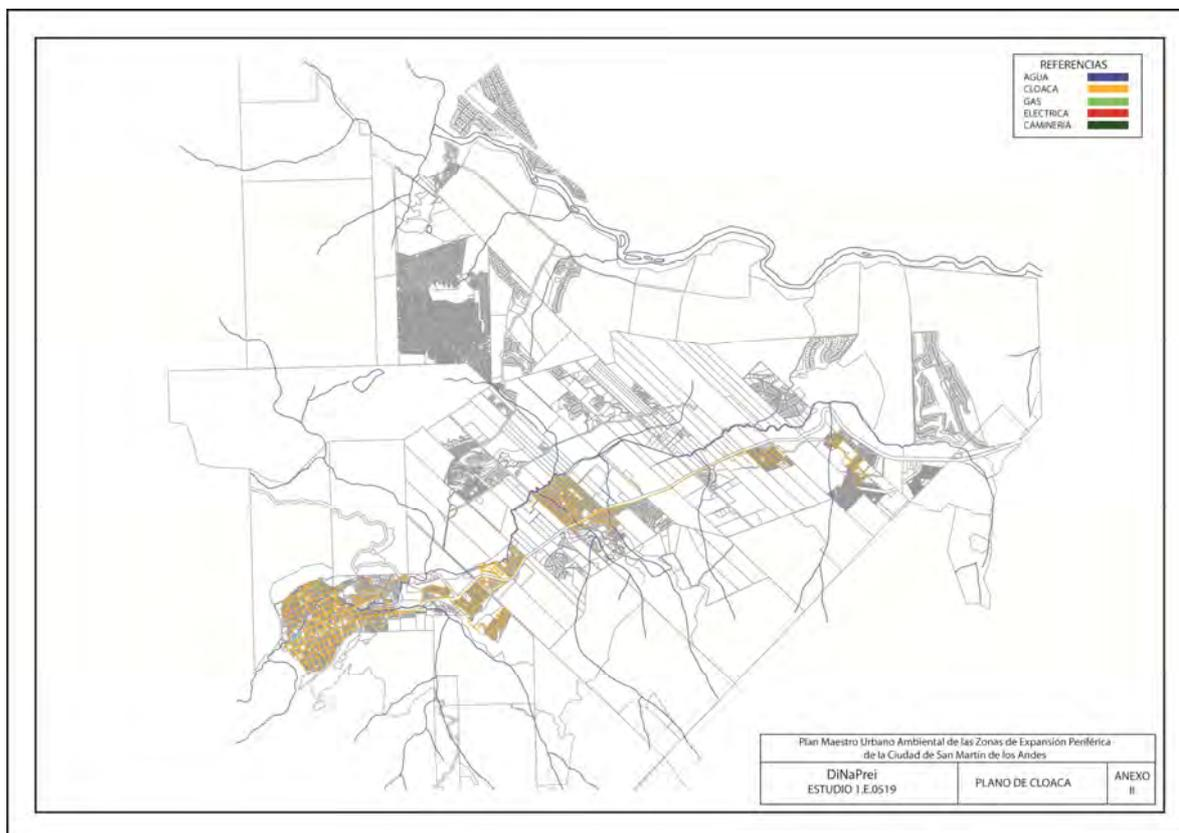 REFERENCIAS
AGUA
CLOACA
GAS
ELECTRICA
CAMINERIA
Plan Maestro Urbano Ambiental de las Zonas de Expansión Periférica
de la Ciudad de San Martín de los Andes
DiNaPrei
ESTUDIO 1.E.0519
PLANO DE CLOACA
ANEXO
II